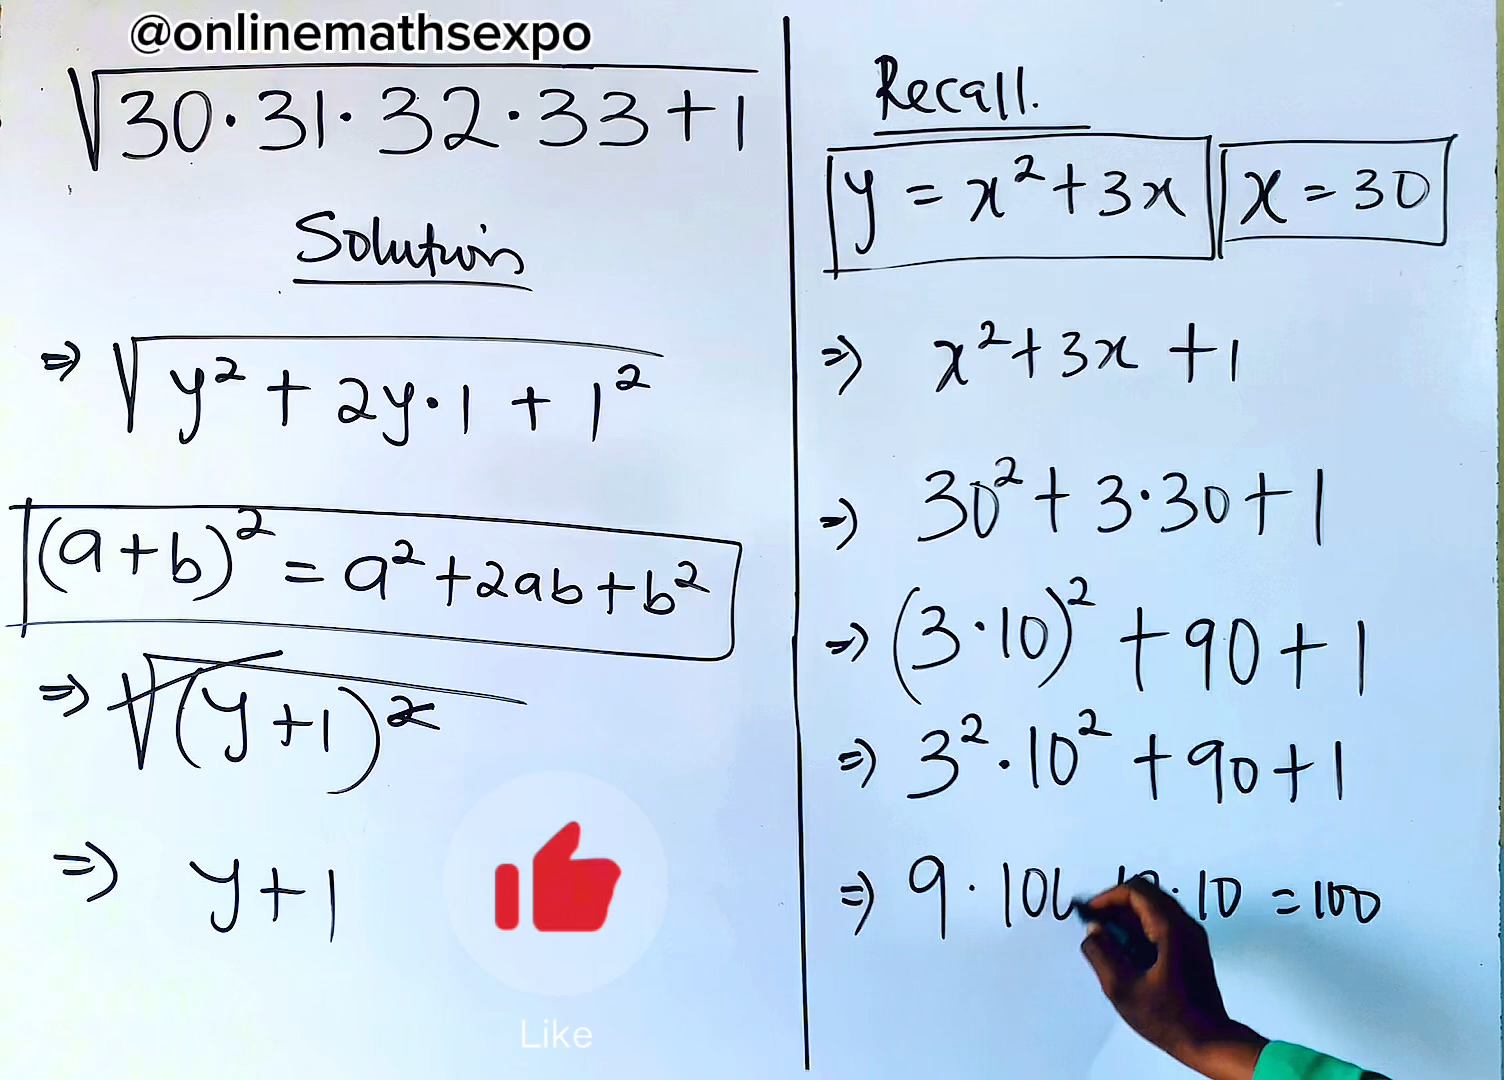 @onlinemathsexpo
√30·31·32·33+1
Solution
⇒ √y²+2y·1+1²
(a+b)²=a²+2ab+b²
⇒ √(y+1)²
⇒ y+1
Like
Recall.
y=x²+3x x=30
⇒ x²+3x+1
⇒ 30²+3·30+1
⇒ (3·10)²+90+1
⇒ 3²·10²+90+1
⇒ 9·10 ·10=100